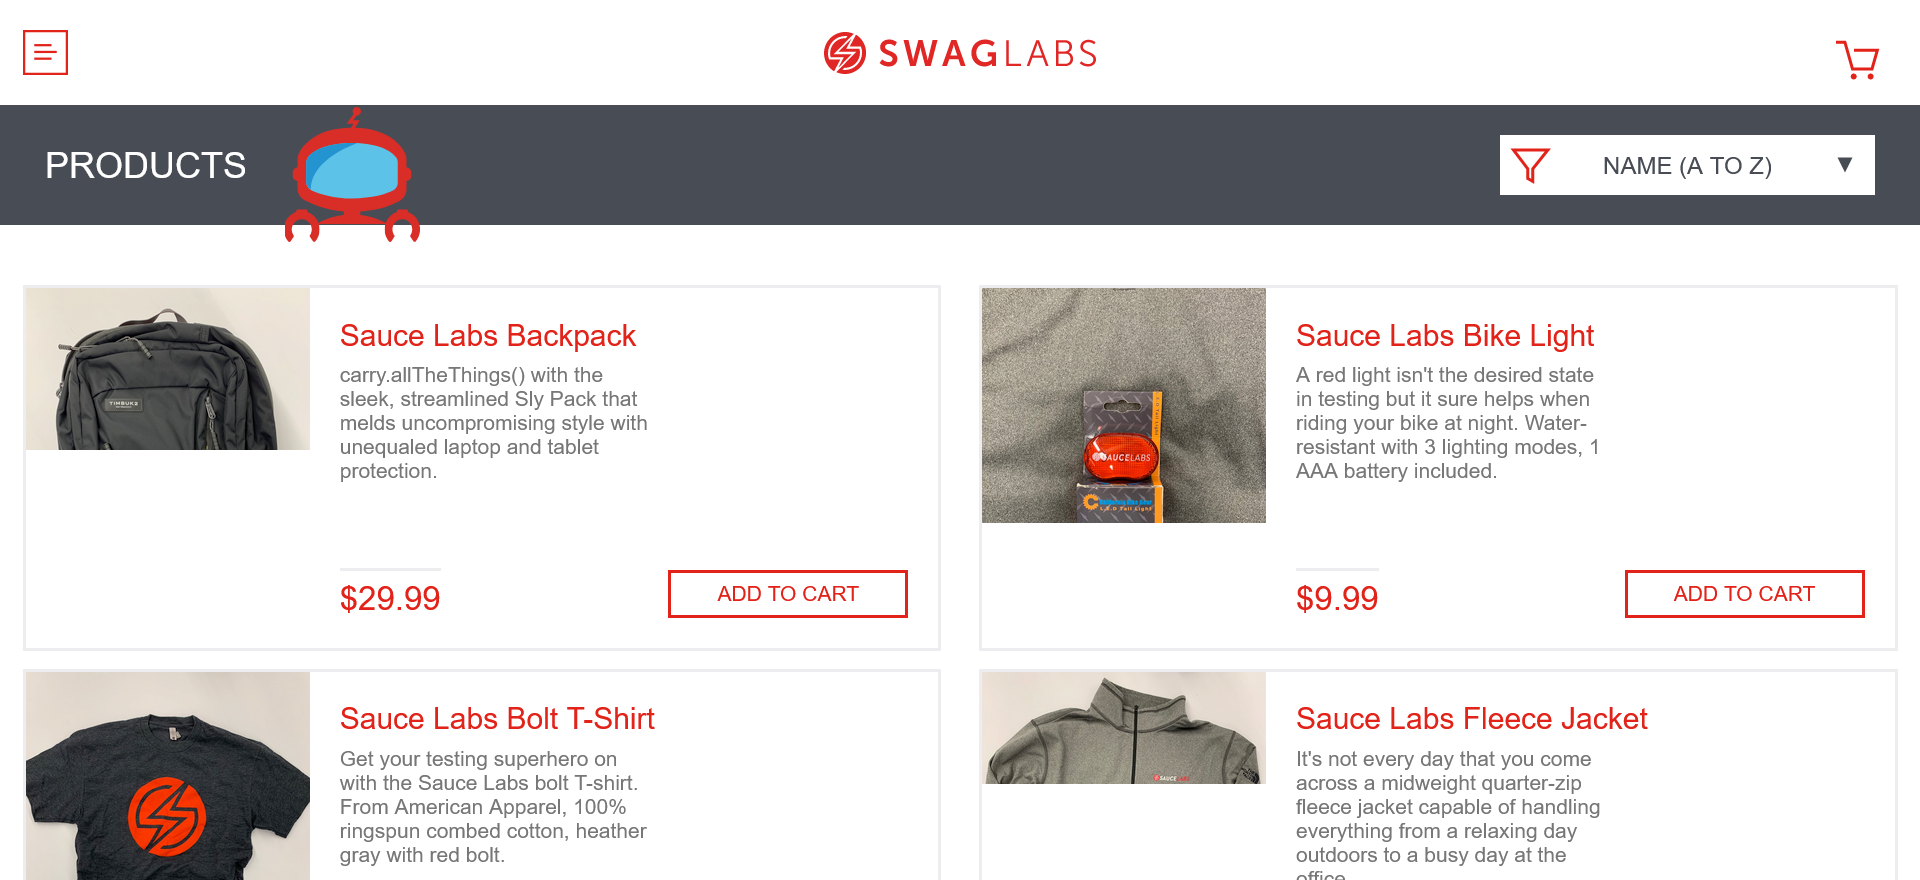 SWAGLABS
PRODUCTS
NAME (A TO Z)
TIMBUK2
Sauce Labs Backpack
carry.allTheThings() with the
sleek, streamlined Sly Pack that
melds uncompromising style with
unequaled laptop and tablet
protection.
$29.99
ADD TO CART
SAUCELABS
L.E.D Tail Light
Sauce Labs Bike Light
A red light isn't the desired state
in testing but it sure helps when
riding your bike at night. Water-
resistant with 3 lighting modes, 1
AAA battery included.
$9.99
ADD TO CART
Sauce Labs Bolt T-Shirt
Get your testing superhero on
with the Sauce Labs bolt T-shirt.
From American Apparel, 100%
ringspun combed cotton, heather
gray with red bolt.
SAUCELABS
Sauce Labs Fleece Jacket
It's not every day that you come
across a midweight quarter-zip
fleece jacket capable of handling
everything from a relaxing day
outdoors to a busy day at the
office.